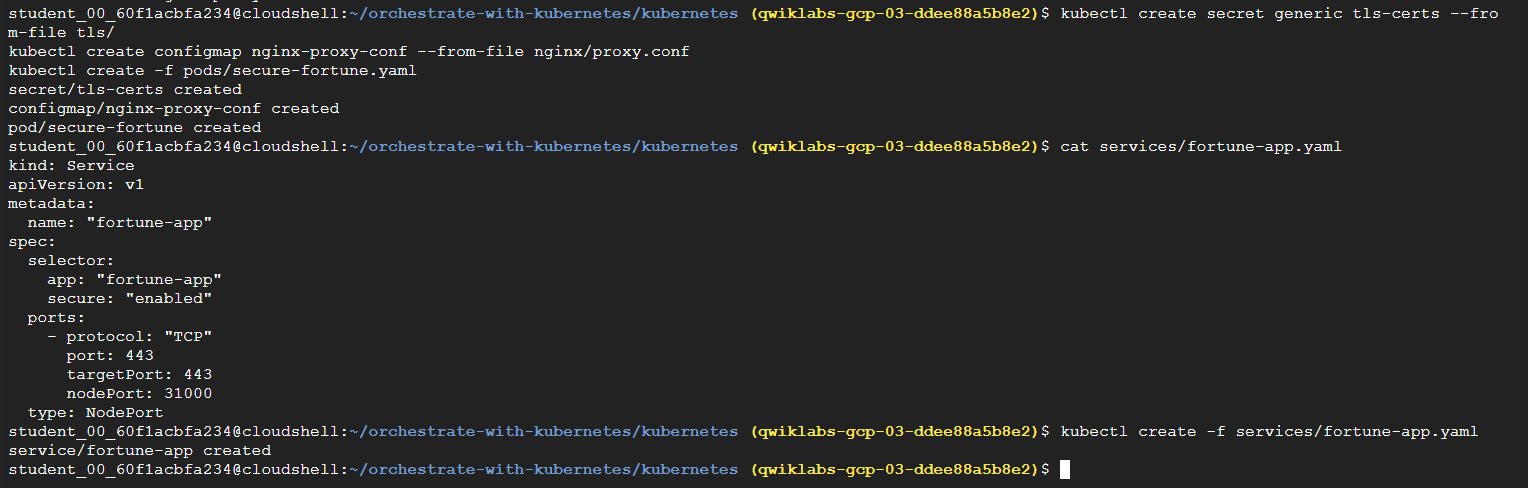 student_00_60f1acbfa234@cloudshell:~/orchestrate-with-kubernetes/kubernetes (qwiklabs-gcp-03-ddee88a5b8e2)$ kubectl create secret generic tls-certs --fro
m-file tls/
kubectl create configmap nginx-proxy-conf --from-file nginx/proxy.conf
kubectl create -f pods/secure-fortune.yaml
secret/tls-certs created
configmap/nginx-proxy-conf created
pod/secure-fortune created
student_00_60f1acbfa234@cloudshell:~/orchestrate-with-kubernetes/kubernetes (qwiklabs-gcp-03-ddee88a5b8e2)$ cat services/fortune-app.yaml
kind: Service
apiVersion: v1
metadata:
  name: "fortune-app"
spec:
  selector:
    app: "fortune-app"
    secure: "enabled"
  ports:
    - protocol: "TCP"
      port: 443
      targetPort: 443
      nodePort: 31000
  type: NodePort
student_00_60f1acbfa234@cloudshell:~/orchestrate-with-kubernetes/kubernetes (qwiklabs-gcp-03-ddee88a5b8e2)$ kubectl create -f services/fortune-app.yaml
service/fortune-app created
student_00_60f1acbfa234@cloudshell:~/orchestrate-with-kubernetes/kubernetes (qwiklabs-gcp-03-ddee88a5b8e2)$